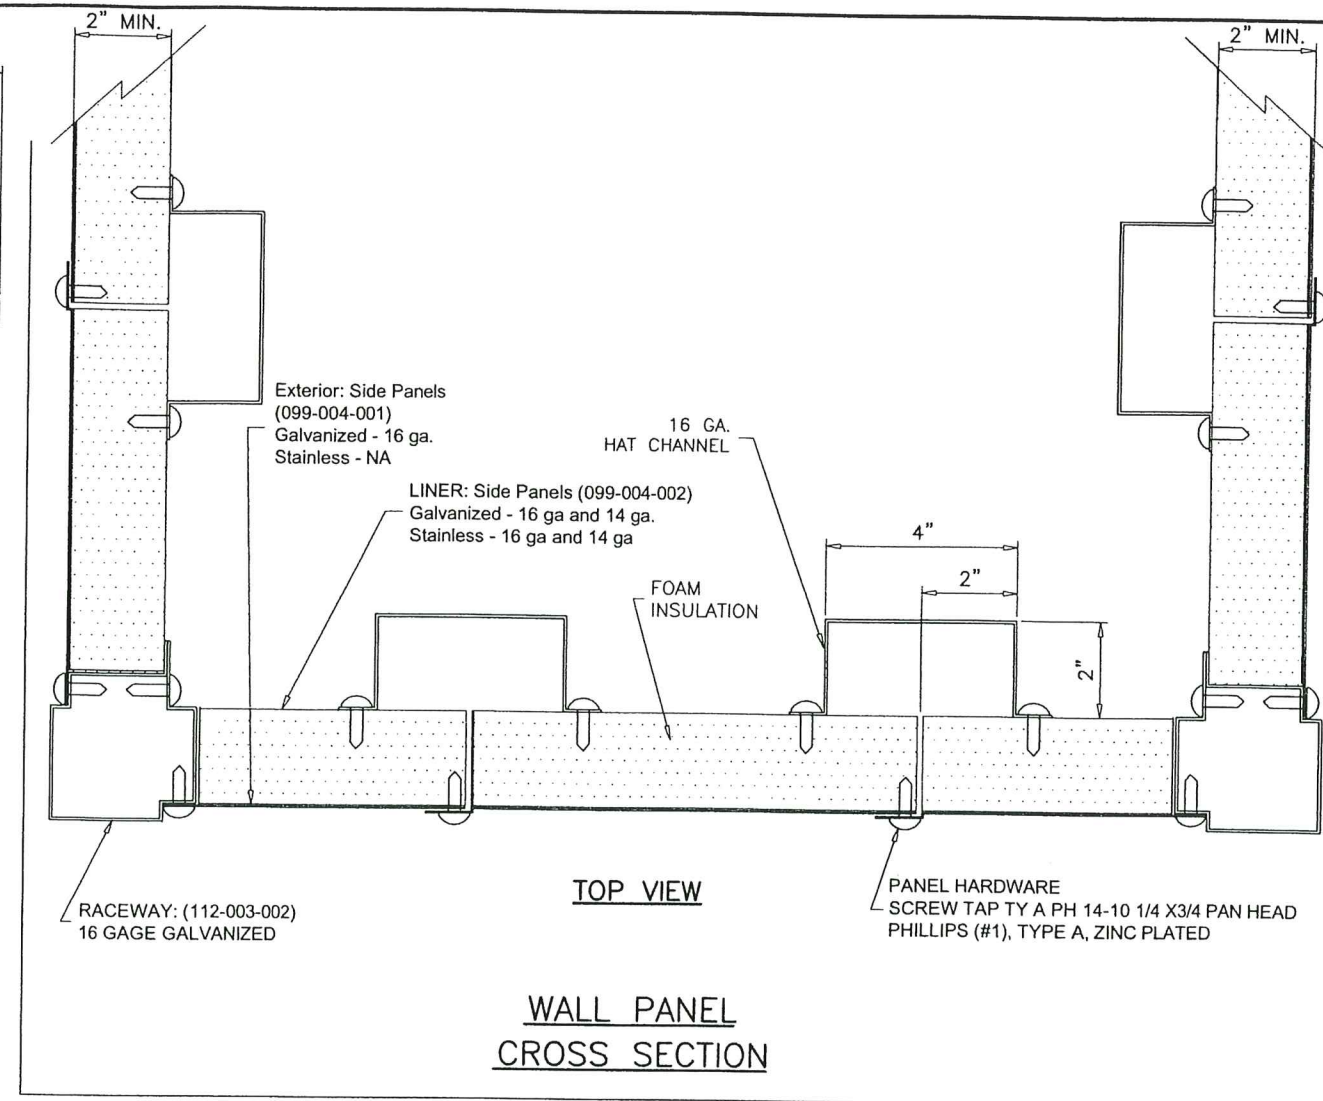 2" MIN.
2" MIN.
Exterior: Side Panels
(099-004-001)
Galvanized - 16 ga.
Stainless - NA
16 GA.
HAT CHANNEL
LINER: Side Panels (099-004-002)
Galvanized - 16 ga and 14 ga.
Stainless - 16 ga and 14 ga
4"
2"
FOAM
INSULATION
2"
TOP VIEW
RACEWAY: (112-003-002)
16 GAGE GALVANIZED
PANEL HARDWARE
SCREW TAP TY A PH 14-10 1/4 X3/4 PAN HEAD
PHILLIPS (#1), TYPE A, ZINC PLATED
WALL PANEL
CROSS SECTION